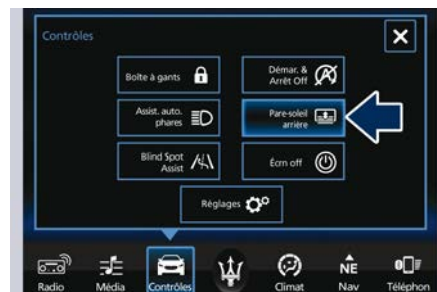 Contrôles
Boîte à gants
Démar. &
Arrêt Off
Assist. auto.
phares
Pare-soleil
arrière
Blind Spot
Assist
Écrn off
Réglages
Radio
Média
Contrôles
Climat
NE
Nav
Téléphon